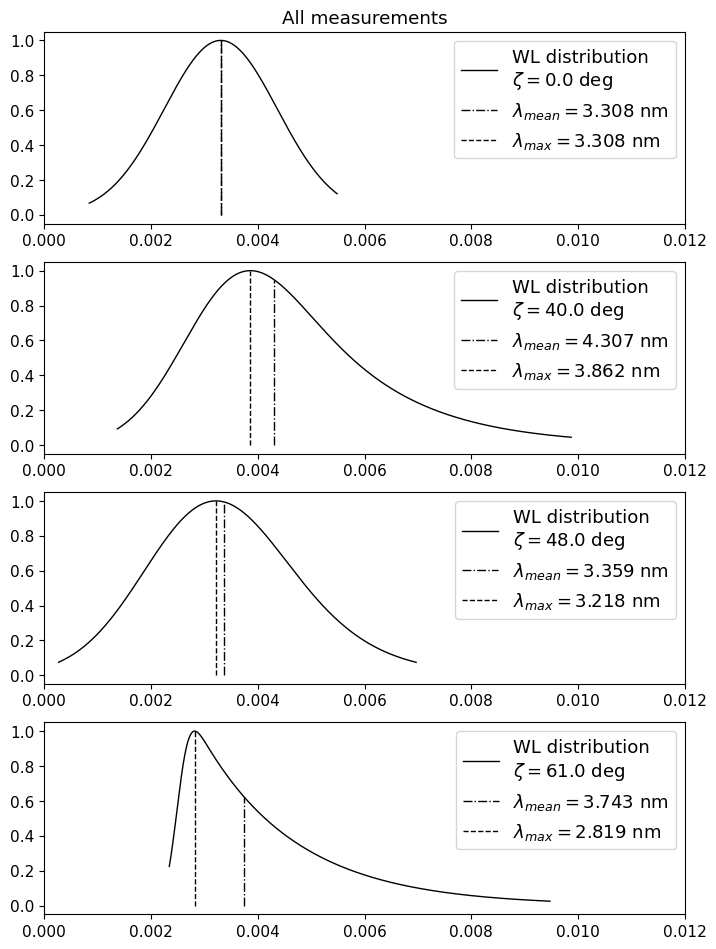 All measurements
1.0
0.8
0.6
0.4
0.2
0.0
WL distribution
ζ = 0.0 deg
λmean = 3.308 nm
λmax = 3.308 nm
0.000 0.002 0.004 0.006 0.008 0.010 0.012
1.0
0.8
0.6
0.4
0.2
0.0
WL distribution
ζ = 40.0 deg
λmean = 4.307 nm
λmax = 3.862 nm
0.000 0.002 0.004 0.006 0.008 0.010 0.012
1.0
0.8
0.6
0.4
0.2
0.0
WL distribution
ζ = 48.0 deg
λmean = 3.359 nm
λmax = 3.218 nm
0.000 0.002 0.004 0.006 0.008 0.010 0.012
1.0
0.8
0.6
0.4
0.2
0.0
WL distribution
ζ = 61.0 deg
λmean = 3.743 nm
λmax = 2.819 nm
0.000 0.002 0.004 0.006 0.008 0.010 0.012